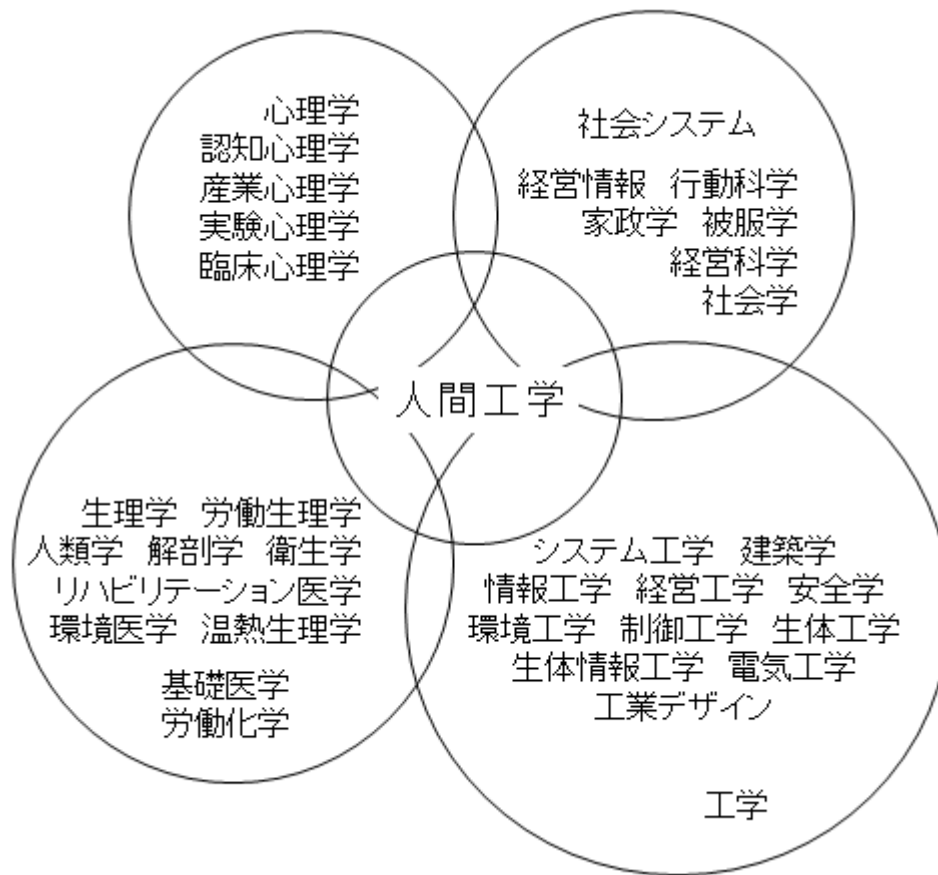 心理学
認知心理学
産業心理学
実験心理学
臨床心理学
社会システム
経営情報 行動科学
家政学 被服学
経営科学
社会学
人間工学
生理学 労働生理学
人類学 解剖学 衛生学
リハビリテーション医学
環境医学 温熱生理学
基礎医学
労働化学
システム工学 建築学
情報工学 経営工学 安全学
環境工学 制御工学 生体工学
生体情報工学 電気工学
工業デザイン
工学